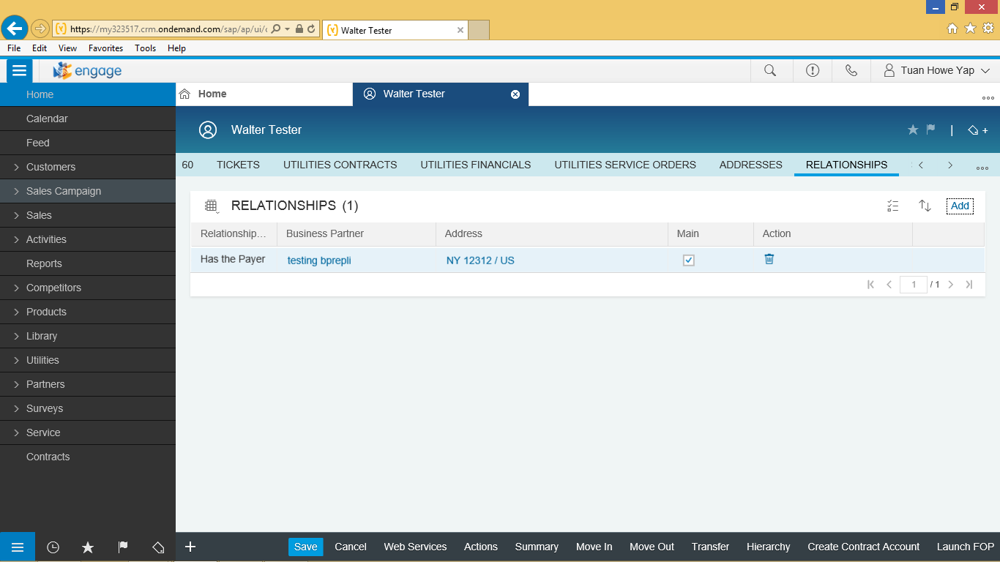 https://my323517.crm.ondemand.com/sap/ap/ui/
Walter Tester
File Edit View Favorites Tools Help
engage
Tuan Howe Yap
Home
Calendar
Feed
Customers
Sales Campaign
Sales
Activities
Reports
Competitors
Products
Library
Utilities
Partners
Surveys
Service
Contracts
Home
Walter Tester
Walter Tester
60 TICKETS UTILITIES CONTRACTS UTILITIES FINANCIALS UTILITIES SERVICE ORDERS ADDRESSES RELATIONSHIPS
RELATIONSHIPS (1)
Add
Relationship... Business Partner Address Main Action
Has the Payer testing bprepli NY 12312 / US
1 / 1
Save Cancel Web Services Actions Summary Move In Move Out Transfer Hierarchy Create Contract Account Launch FOP